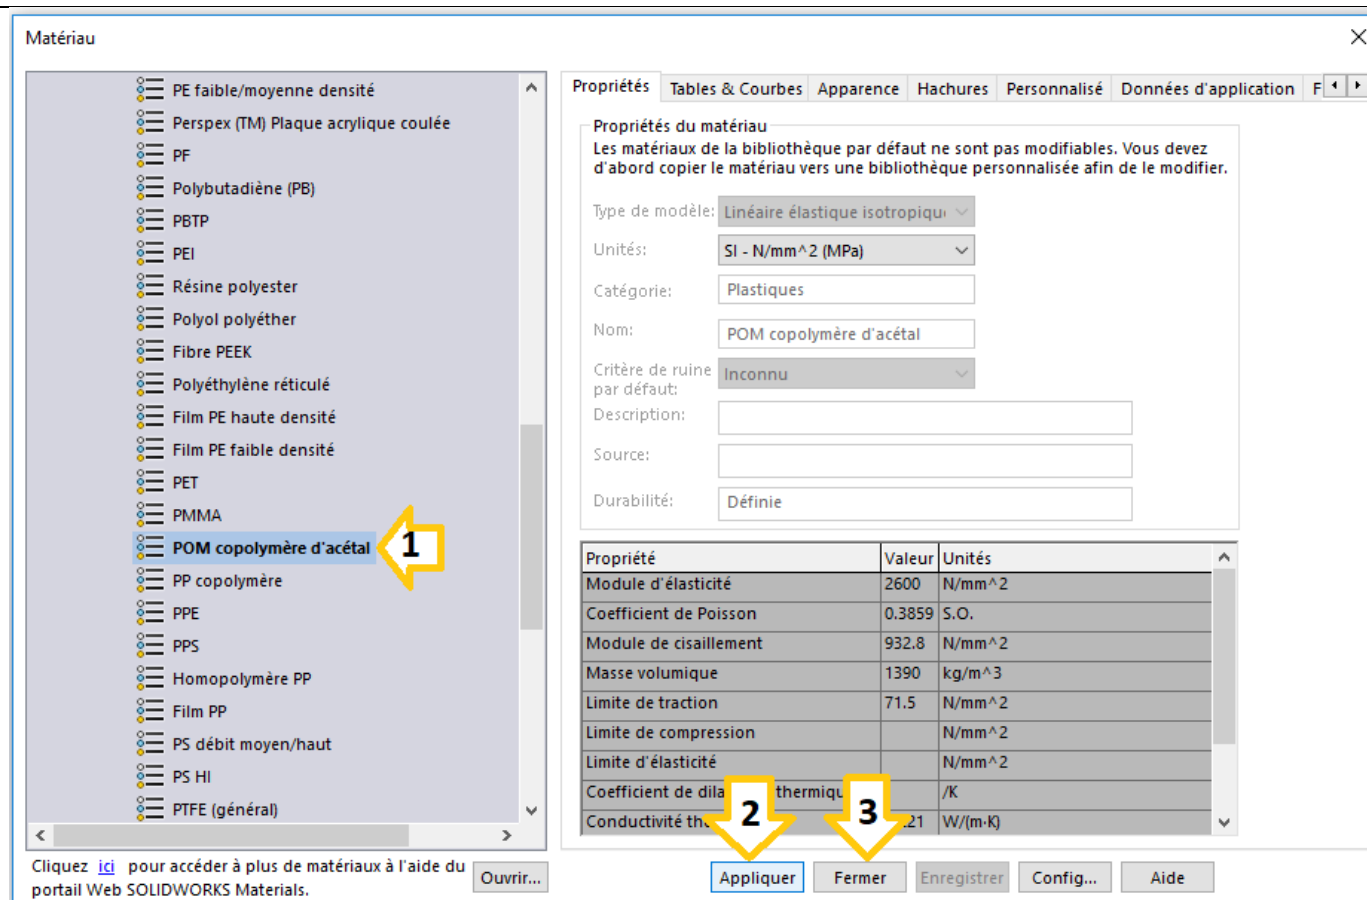 Matériau
PE faible/moyenne densité
Perspex (TM) Plaque acrylique coulée
PF
Polybutadiène (PB)
PBTP
PEI
Résine polyester
Polyol polyéther
Fibre PEEK
Polyéthylène réticulé
Film PE haute densité
Film PE faible densité
PET
PMMA
POM copolymère d'acétal
1
PP copolymère
PPE
PPS
Homopolymère PP
Film PP
PS débit moyen/haut
PS HI
PTFE (général)
Cliquez ici pour accéder à plus de matériaux à l'aide du
portail Web SOLIDWORKS Materials.
Ouvrir...
Propriétés Tables & Courbes Apparence Hachures Personnalisé Données d'application F
Propriétés du matériau
Les matériaux de la bibliothèque par défaut ne sont pas modifiables. Vous devez
d'abord copier le matériau vers une bibliothèque personnalisée afin de le modifier.
Type de modèle: Linéaire élastique isotropiqu
Unités: SI - N/mm^2 (MPa)
Catégorie: Plastiques
Nom: POM copolymère d'acétal
Critère de ruine
par défaut: Inconnu
Description:
Source:
Durabilité: Définie
Propriété Valeur Unités
Module d'élasticité 2600 N/mm^2
Coefficient de Poisson 0.3859 S.O.
Module de cisaillement 932.8 N/mm^2
Masse volumique 1390 kg/m^3
Limite de traction 71.5 N/mm^2
Limite de compression N/mm^2
Limite d'élasticité N/mm^2
Coefficient de thermiqu /K
Conductivité 21 W/(m·K)
2
3
Appliquer Fermer Enregistrer Config... Aide